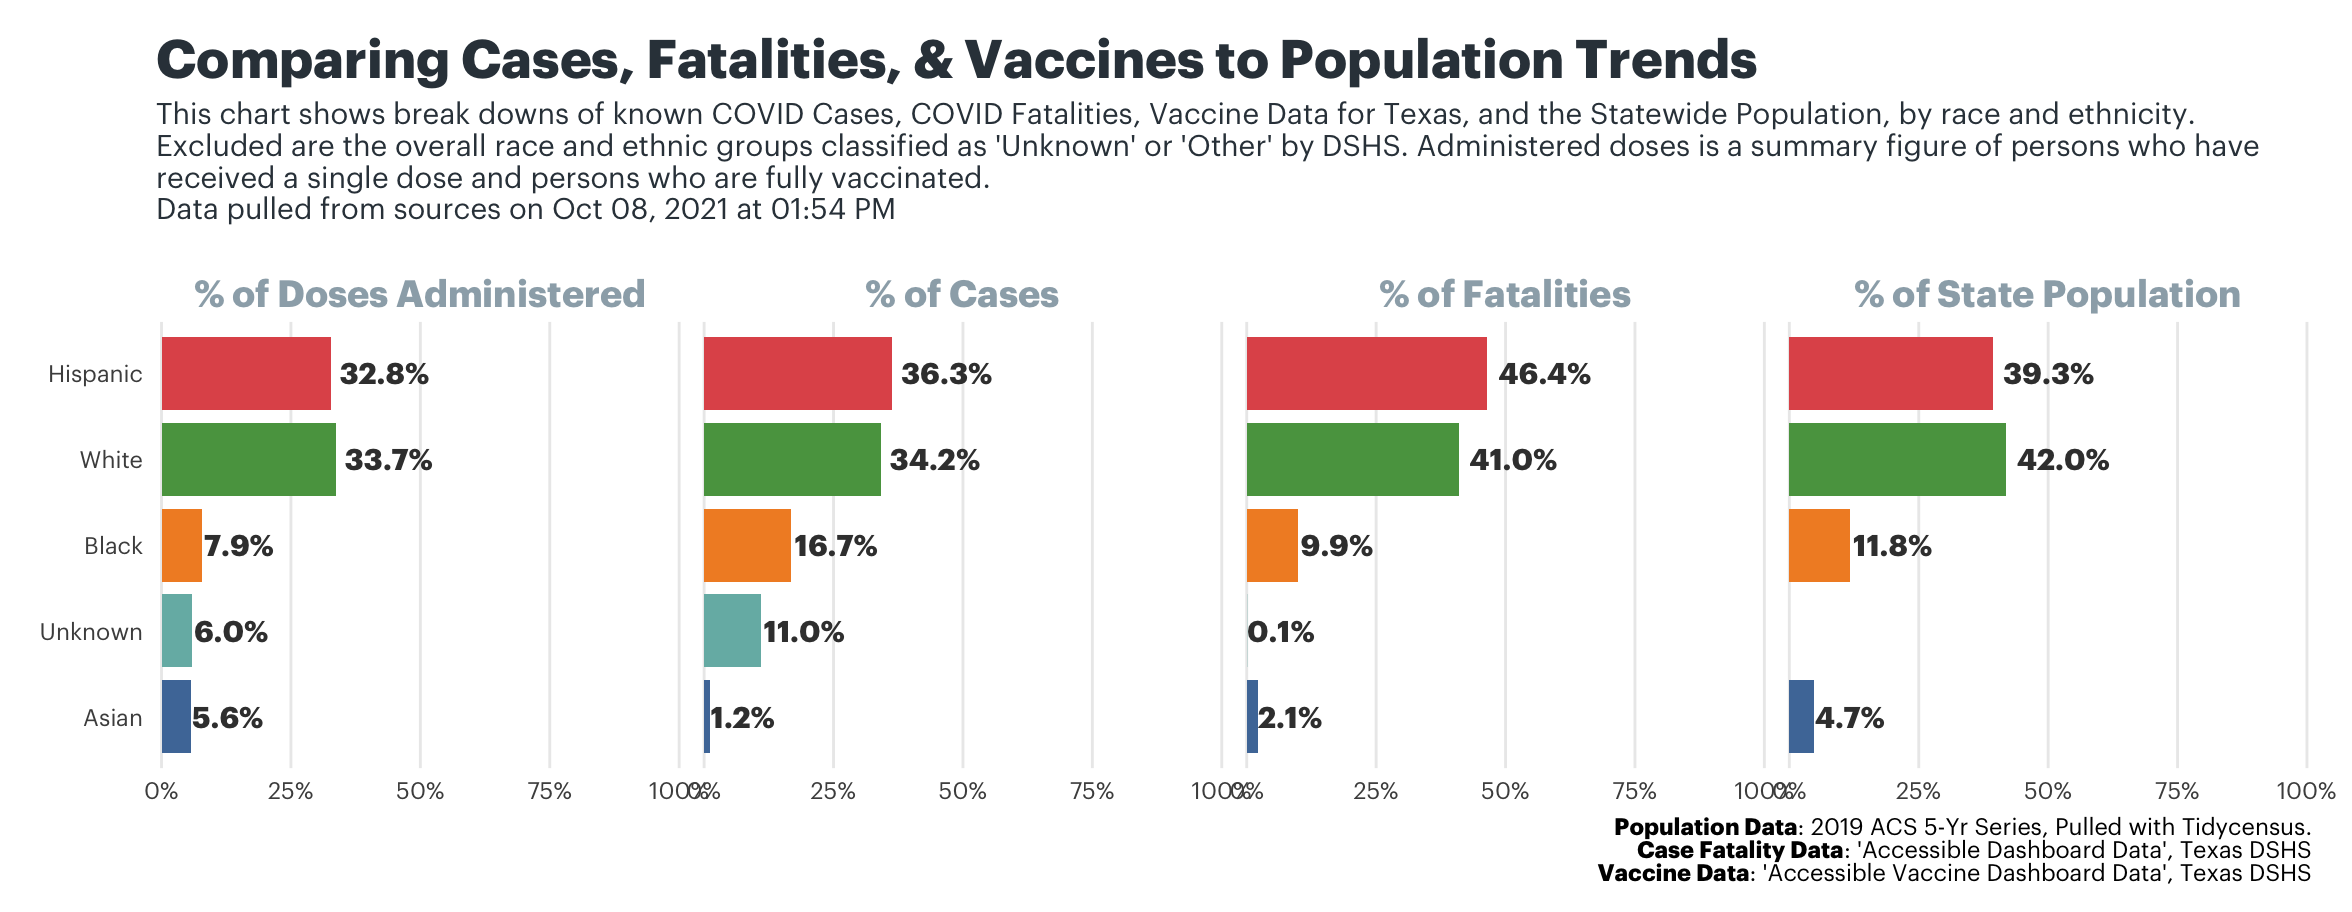 Comparing Cases, Fatalities, & Vaccines to Population Trends
This chart shows break downs of known COVID Cases, COVID Fatalities, Vaccine Data for Texas, and the Statewide Population, by race and ethnicity.
Excluded are the overall race and ethnic groups classified as 'Unknown' or 'Other' by DSHS. Administered doses is a summary figure of persons who have
received a single dose and persons who are fully vaccinated.
Data pulled from sources on Oct 08, 2021 at 01:54 PM
% of Doses Administered % of Cases % of Fatalities % of State Population
Hispanic 32.8% 36.3% 46.4% 39.3%
White 33.7% 34.2% 41.0% 42.0%
Black 7.9% 16.7% 9.9% 11.8%
Unknown 6.0% 11.0% 0.1%
Asian 5.6% 1.2% 2.1% 4.7%
0% 25% 50% 75% 100% 0% 25% 50% 75% 100% 0% 25% 50% 75% 100% 0% 25% 50% 75% 100%
Population Data: 2019 ACS 5-Yr Series, Pulled with Tidycensus.
Case Fatality Data: 'Accessible Dashboard Data', Texas DSHS
Vaccine Data: 'Accessible Vaccine Dashboard Data', Texas DSHS